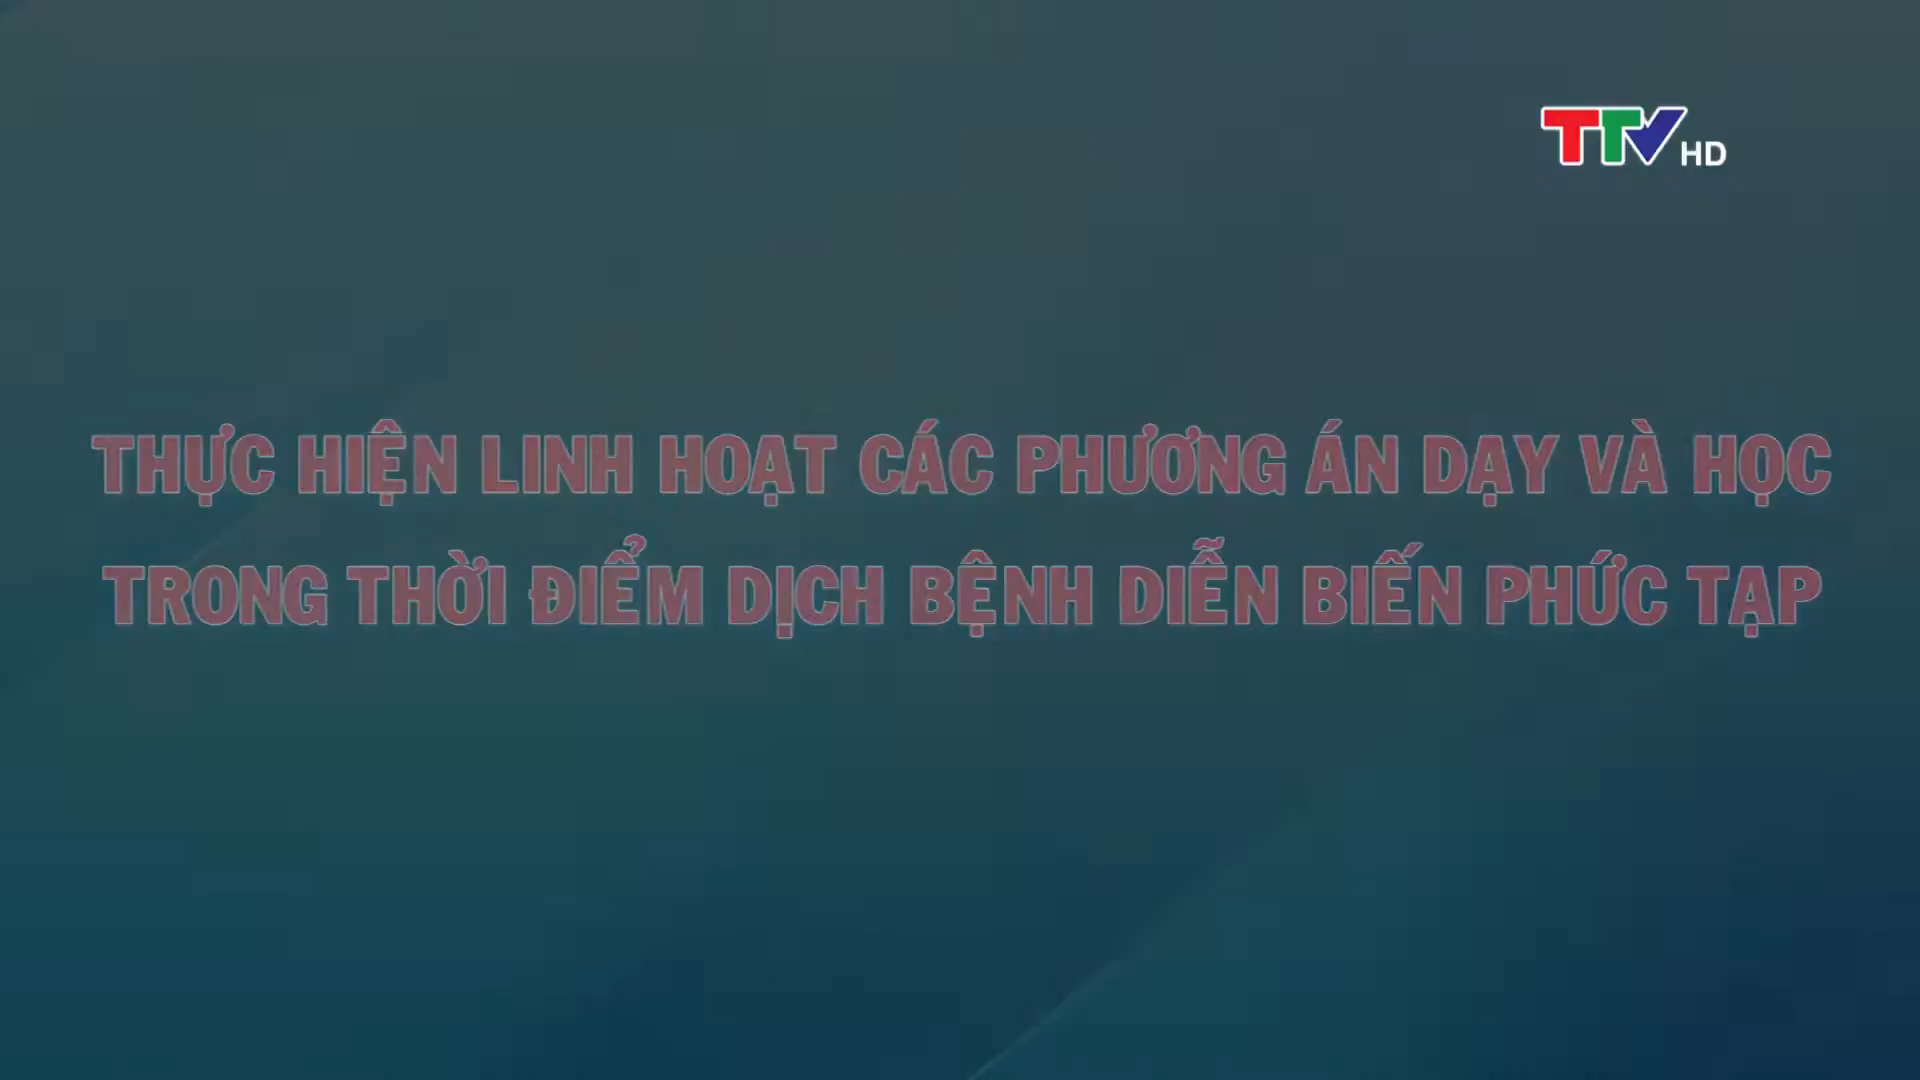 TTV HD
THỰC HIỆN LINH HOẠT CÁC PHƯƠNG ÁN DẠY VÀ HỌC
TRONG THỜI ĐIỂM DỊCH BỆNH DIỄN BIẾN PHỨC TẠP